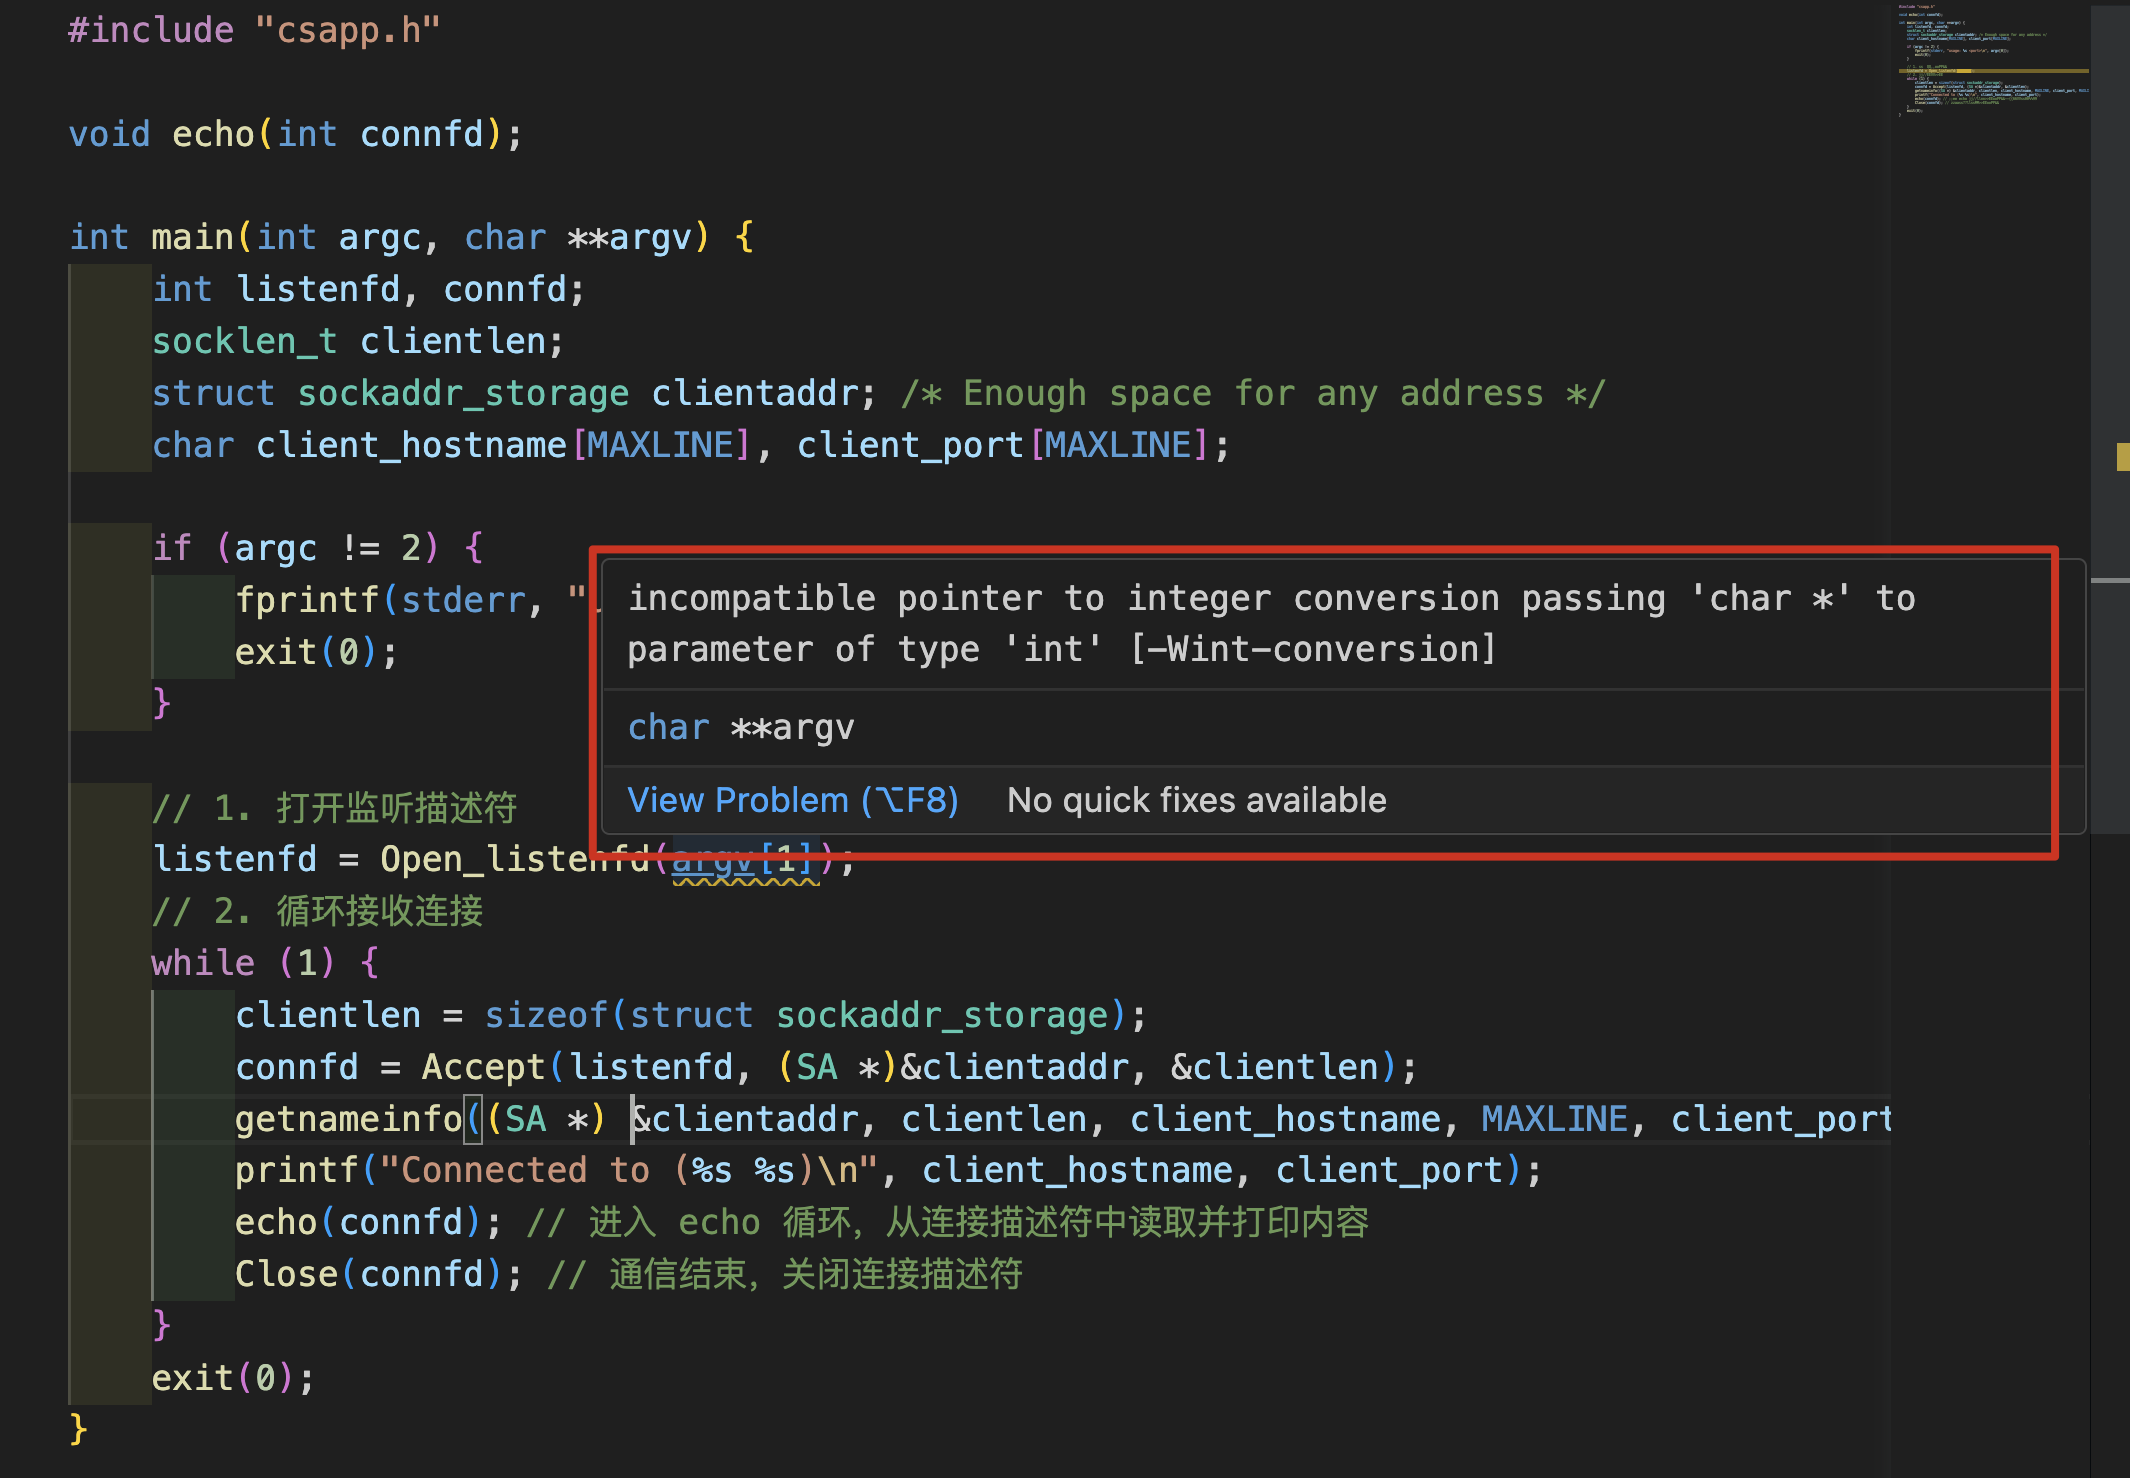 #include "csapp.h"
void echo(int connfd);
int main(int argc, char **argv) {
int listenfd, connfd;
socklen_t clientlen;
struct sockaddr_storage clientaddr; /* Enough space for any address */
char client_hostname[MAXLINE], client_port[MAXLINE];
if (argc != 2) {
fprintf(stderr, "
exit(0);
}
incompatible pointer to integer conversion passing 'char *' to
parameter of type 'int' [-Wint-conversion]
char **argv
View Problem (⌥F8) No quick fixes available
// 1. 打开监听描述符
listenfd = Open_listenfd(argv[1]);
// 2. 循环接收连接
while (1) {
clientlen = sizeof(struct sockaddr_storage);
connfd = Accept(listenfd, (SA *)&clientaddr, &clientlen);
getnameinfo((SA *) &clientaddr, clientlen, client_hostname, MAXLINE, client_port
printf("Connected to (%s %s)\n", client_hostname, client_port);
echo(connfd); // 进入 echo 循环，从连接描述符中读取并打印内容
Close(connfd); // 通信结束，关闭连接描述符
}
exit(0);
}